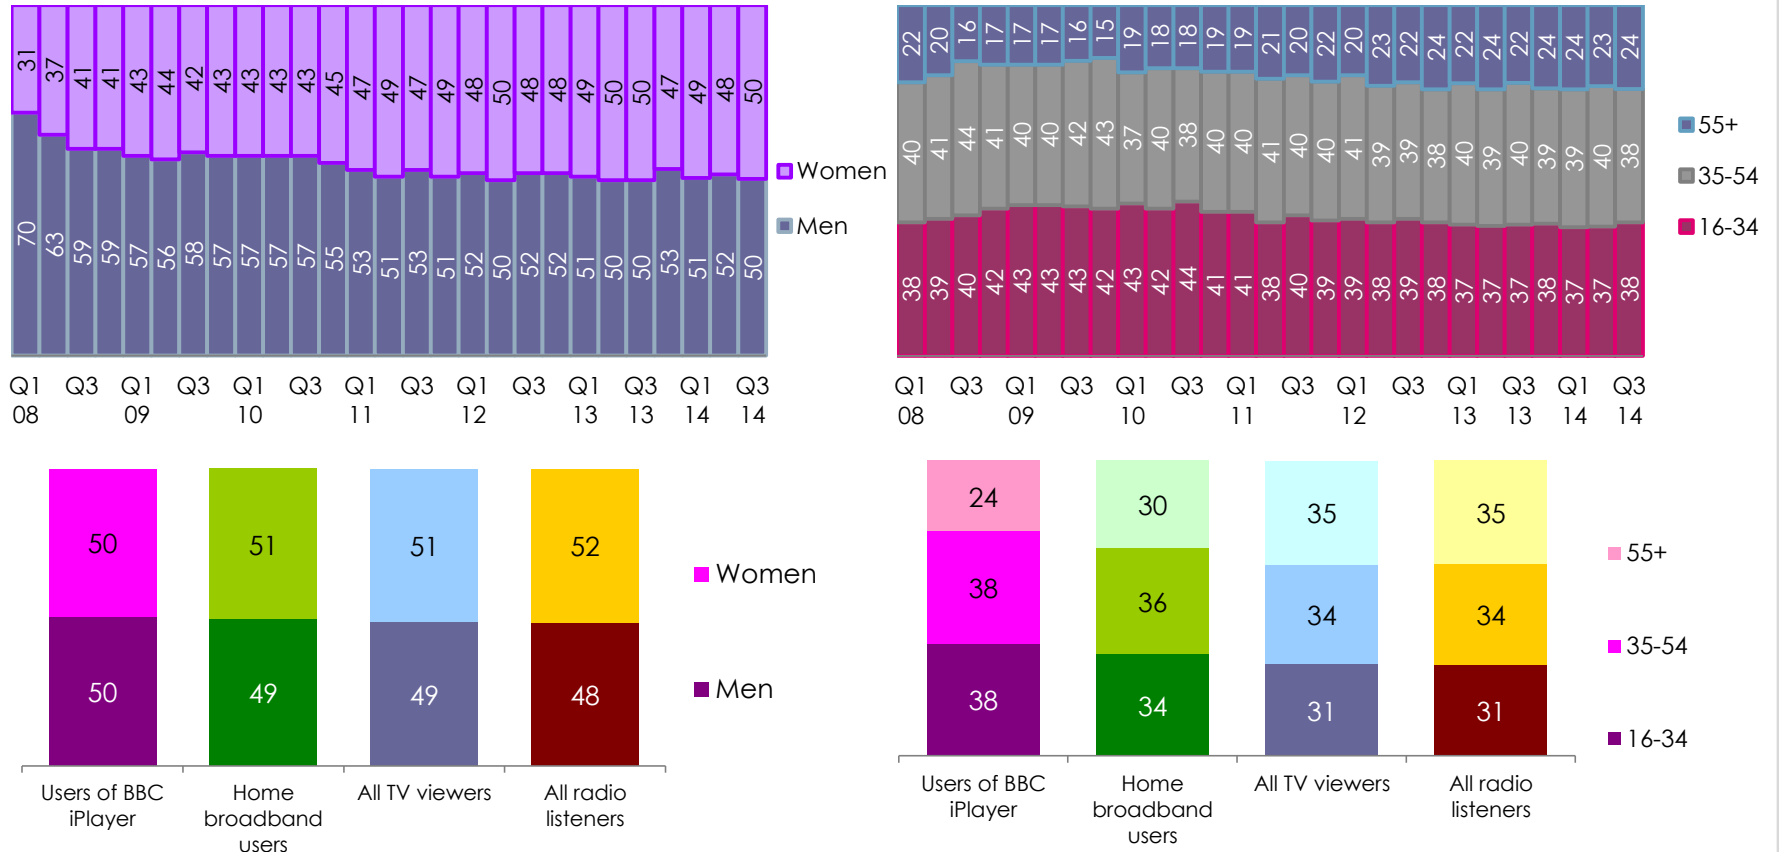 31 37 41 41 43 44 42 43 43 43 43 45 47 49 47 49 48 50 48 48 49 50 50 47 49 48 50
70 63 59 59 57 56 58 57 57 57 57 55 53 51 53 51 52 50 52 52 51 50 50 53 51 52 50
Women
Men
Q1 Q3 Q1 Q3 Q1 Q1 Q1 Q1 Q3 Q1 Q3
08 09 10 11 12 13 13 14 14
22 20 16 17 17 17 16 15 19 18 18 19 19 21 20 22 20 23 22 24 22 24 22 24 24 23 24
40 41 44 41 40 40 42 43 37 40 38 40 40 41 40 40 41 39 39 38 40 39 40 39 39 40 38
38 39 40 42 43 43 43 42 43 42 44 41 41 38 40 39 39 38 39 38 37 37 37 38 37 37 38
55+
35-54
16-34
Q1 Q3 Q1 Q3 Q1 Q3 Q1 Q3 Q1 Q3 Q1 Q3 Q1 Q3
08 09 10 11 12 13 13 14 14
50 51 51 52
50 49 49 48
Women
Men
Users of BBC
iPlayer
Home
broadband
users
All TV viewers
All radio
listeners
24 30 35 35
38 36 34 34
38 34 31 31
55+
35-54
16-34
Users of BBC
iPlayer
Home
broadband
users
All TV viewers
All radio
listeners